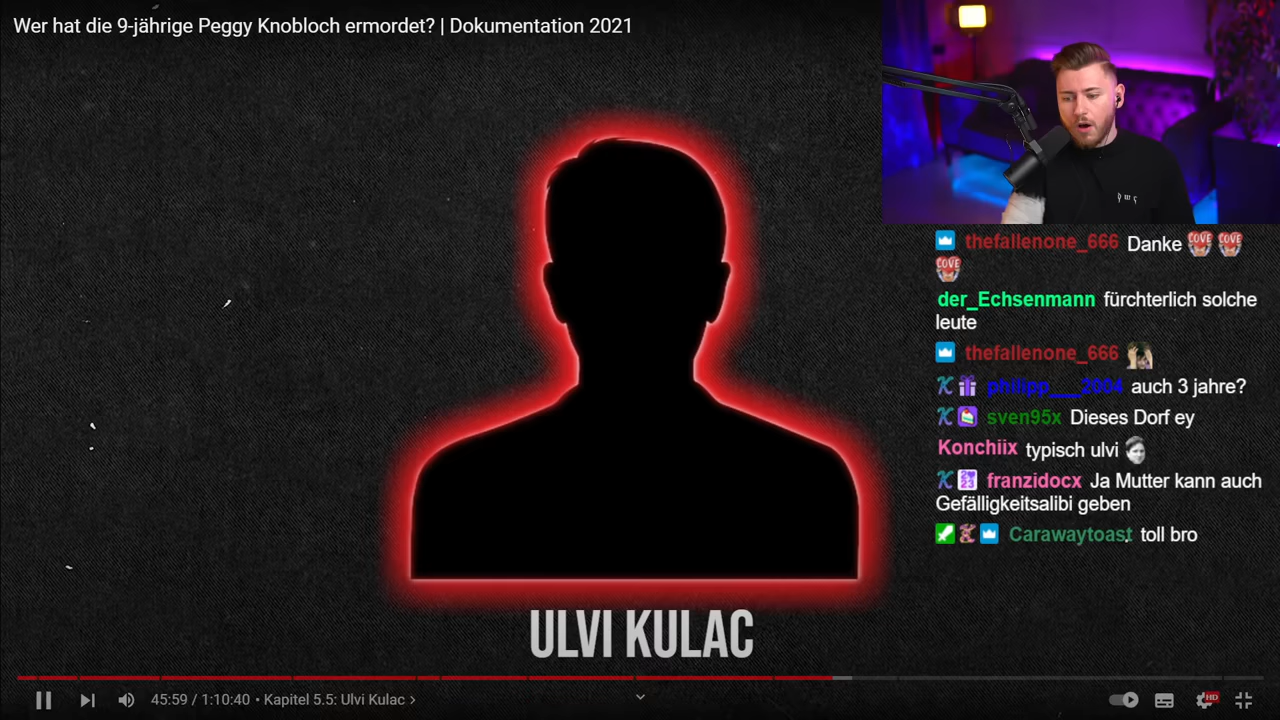 Wer hat die 9-jährige Peggy Knobloch ermordet? | Dokumentation 2021
thefallenone_666 Danke
der_Echsenmann fürchterlich solche
leute
thefallenone_666
philipp___2004 auch 3 jahre?
sven95x Dieses Dorf ey
Konchiix typisch ulvi
franzidocx Ja Mutter kann auch
Gefälligkeitsalibi geben
Carawaytoast toll bro
ULVI KULAC
45:59 / 1:10:40 • Kapitel 5.5: Ulvi Kulac
HD